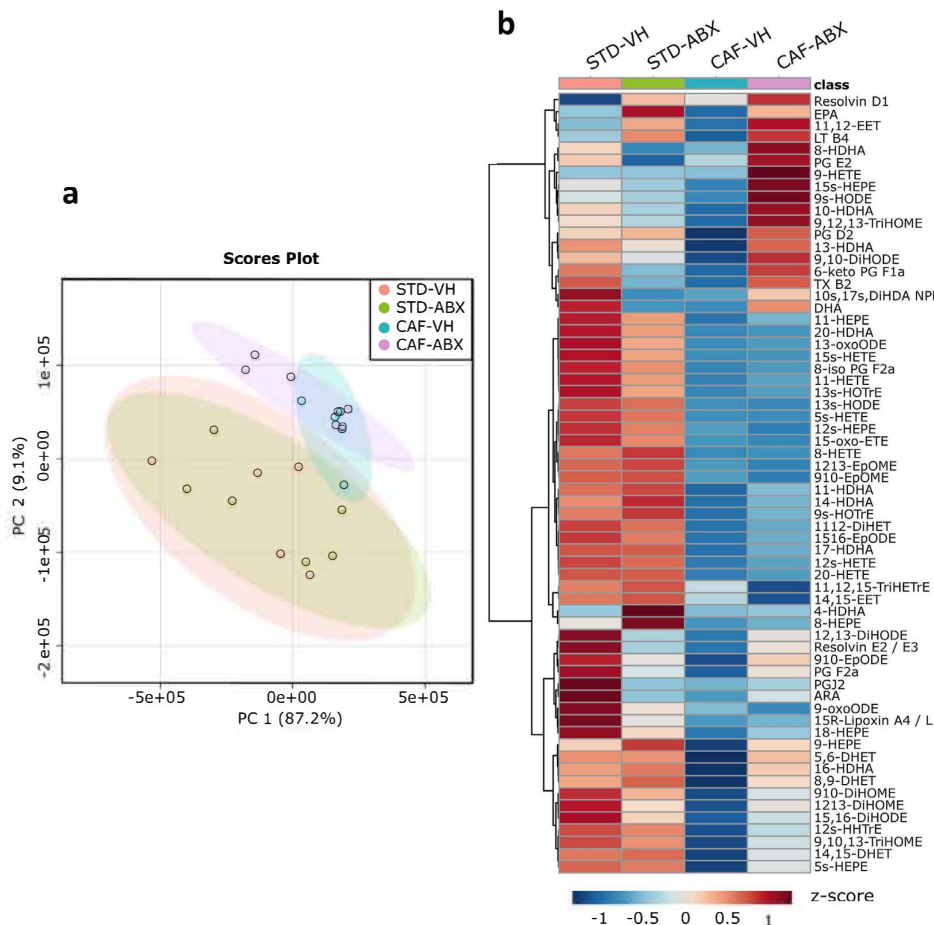 a
Scores Plot
STD-VH
STD-ABX
CAF-VH
CAF-ABX
PC 2 (9.1%)
1e+05
0e+00
-1e+05
-2e+05
-5e+05
0e+00
5e+05
PC 1 (87.2%)
b
STD-VH
STD-ABX
CAF-VH
CAF-ABX
class
Resolvin D1
EPA
11,12-EET
LT B4
8-HDHA
PG E2
9-HETE
15s-HEPE
9s-HODE
10-HDHA
9,12,13-TriHOME
PG D2
13-HDHA
9,10-DiHODE
6-keto PG F1a
TX B2
10s,17s,DiHDA NP
DHA
11-HEPE
20-HDHA
13-oxoODE
15s-HETE
8-iso PG F2a
11-HETE
13s-HOTrE
13s-HODE
5s-HETE
12s-HEPE
15-oxo-ETE
8-HETE
1213-EpOME
910-EpOME
11-HDHA
14-HDHA
9s-HOTrE
1112-DiHET
1516-EpODE
17-HDHA
12s-HETE
20-HETE
11,12,15-TriHETrE
14,15-EET
4-HDHA
8-HEPE
12,13-DiHODE
Resolvin E2 / E3
910-EpODE
PG F2a
PGJ2
ARA
9-oxoODE
15R-Lipoxin A4 / L
18-HEPE
9-HEPE
5,6-DHET
16-HDHA
8,9-DHET
910-DiHOME
1213-DiHOME
15,16-DiHODE
12s-HHTrE
9,10,13-TriHOME
14,15-DHET
5s-HEPE
z-score
-1 -0.5 0 0.5 1